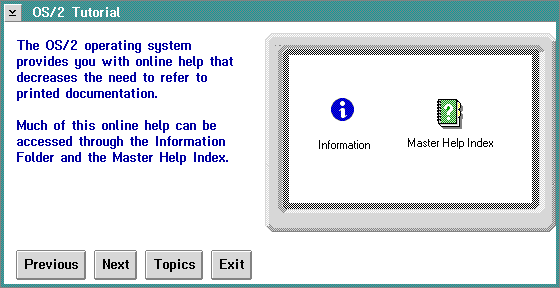 OS/2 Tutorial
The OS/2 operating system
provides you with online help that
decreases the need to refer to
printed documentation.
Much of this online help can be
accessed through the Information
Folder and the Master Help Index.
Information
Master Help Index
Previous
Next
Topics
Exit